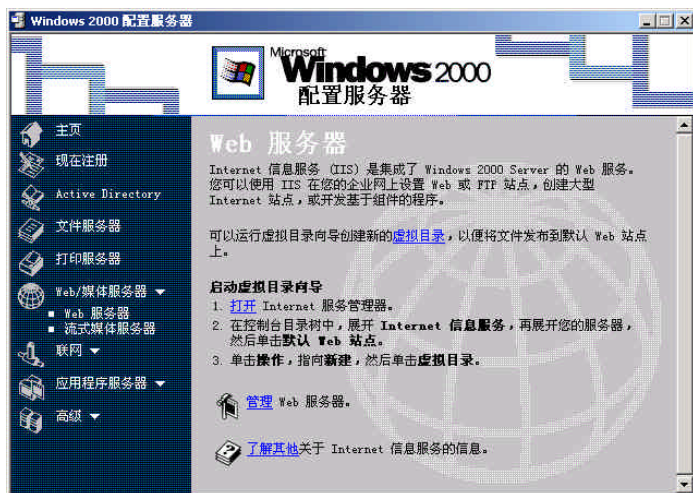 Windows 2000 配置服务器
Microsoft
Windows 2000
配置服务器
主页
现在注册
Active Directory
文件服务器
打印服务器
Web/媒体服务器
Web 服务器
流式媒体服务器
联网
应用程序服务器
高级
Web 服务器
Internet 信息服务 (IIS) 是集成了 Windows 2000 Server 的 Web 服务。
您可以使用 IIS 在您的企业网上设置 Web 或 FTP 站点，创建大型
Internet 站点，或开发基于组件的程序。
可以运行虚拟目录向导创建新的虚拟目录，以便将文件发布到默认 Web 站点
上。
启动虚拟目录向导
1. 打开 Internet 服务管理器。
2. 在控制台目录树中，展开 Internet 信息服务，再展开您的服务器，
然后单击默认 Web 站点。
3. 单击操作，指向新建，然后单击虚拟目录。
管理 Web 服务器。
了解其他关于 Internet 信息服务的信息。